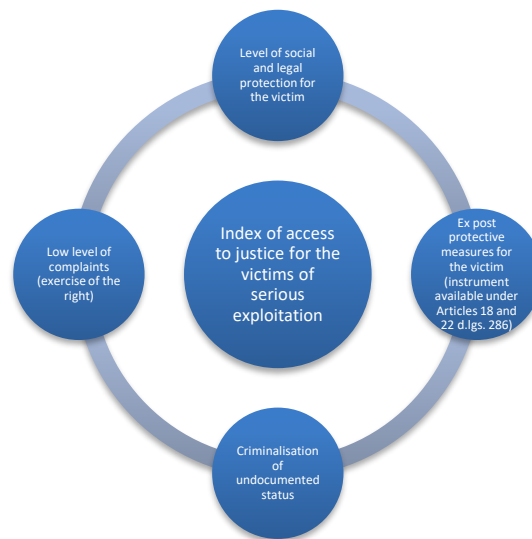 Level of social
and legal
protection for
the victim
Low level of
complaints
(exercise of the
right)
Index of access
to justice for the
victims of
serious
exploitation
Ex post
protective
measures for
the victim
(instrument
available under
Articles 18 and
22 d.lgs. 286)
Criminalisation
of
undocumented
status